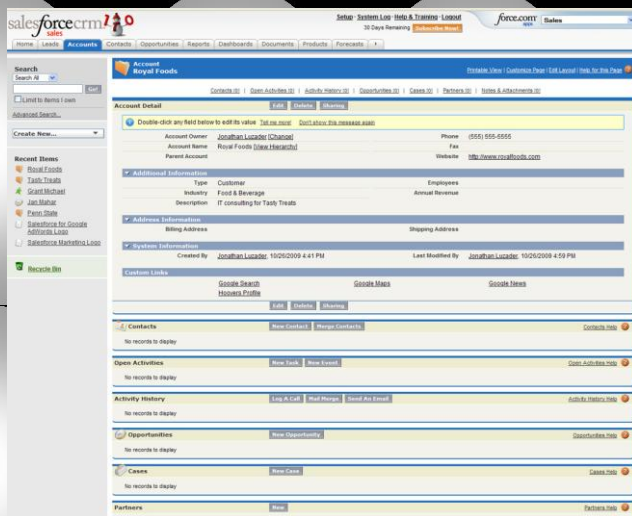 salesforcecrm
sales
Setup · System Log · Help & Training · Logout
30 Days Remaining Subscribe Now!
force.com apps
Sales
Home Leads Accounts Contacts Opportunities Reports Dashboards Documents Products Forecasts
Search
Search All
Go!
Limit to items I own
Advanced Search...
Create New...
Recent Items
Royal Foods
Tasty Treats
Grant Michael
Jan Mahar
Penn State
Salesforce for Google
AdWords Logo
Salesforce Marketing Logo
Recycle Bin
Account
Royal Foods
Printable View | Customize Page | Edit Layout | Help for this Page
Contacts [0] | Open Activities [0] | Activity History [0] | Opportunities [0] | Cases [0] | Partners [0] | Notes & Attachments [0]
Account Detail Edit Delete Sharing
Double-click any field below to edit its value Tell me more! Don't show this message again
Account Owner Jonathan Luzader [Change] Phone (555) 555-5555
Account Name Royal Foods [View Hierarchy] Fax
Parent Account Website http://www.royalfoods.com
Additional Information
Type Customer Employees
Industry Food & Beverage Annual Revenue
Description IT consulting for Tasty Treats
Address Information
Billing Address Shipping Address
System Information
Created By Jonathan Luzader, 10/26/2009 4:41 PM Last Modified By Jonathan Luzader, 10/26/2009 4:59 PM
Custom Links
Google Search Google Maps Google News
Hoovers Profile
Edit Delete Sharing
Contacts New Contact Merge Contacts Contacts Help
No records to display
Open Activities New Task New Event Open Activities Help
No records to display
Activity History Log A Call Mail Merge Send An Email Activity History Help
No records to display
Opportunities New Opportunity Opportunities Help
No records to display
Cases New Case Cases Help
No records to display
Partners New Partners Help